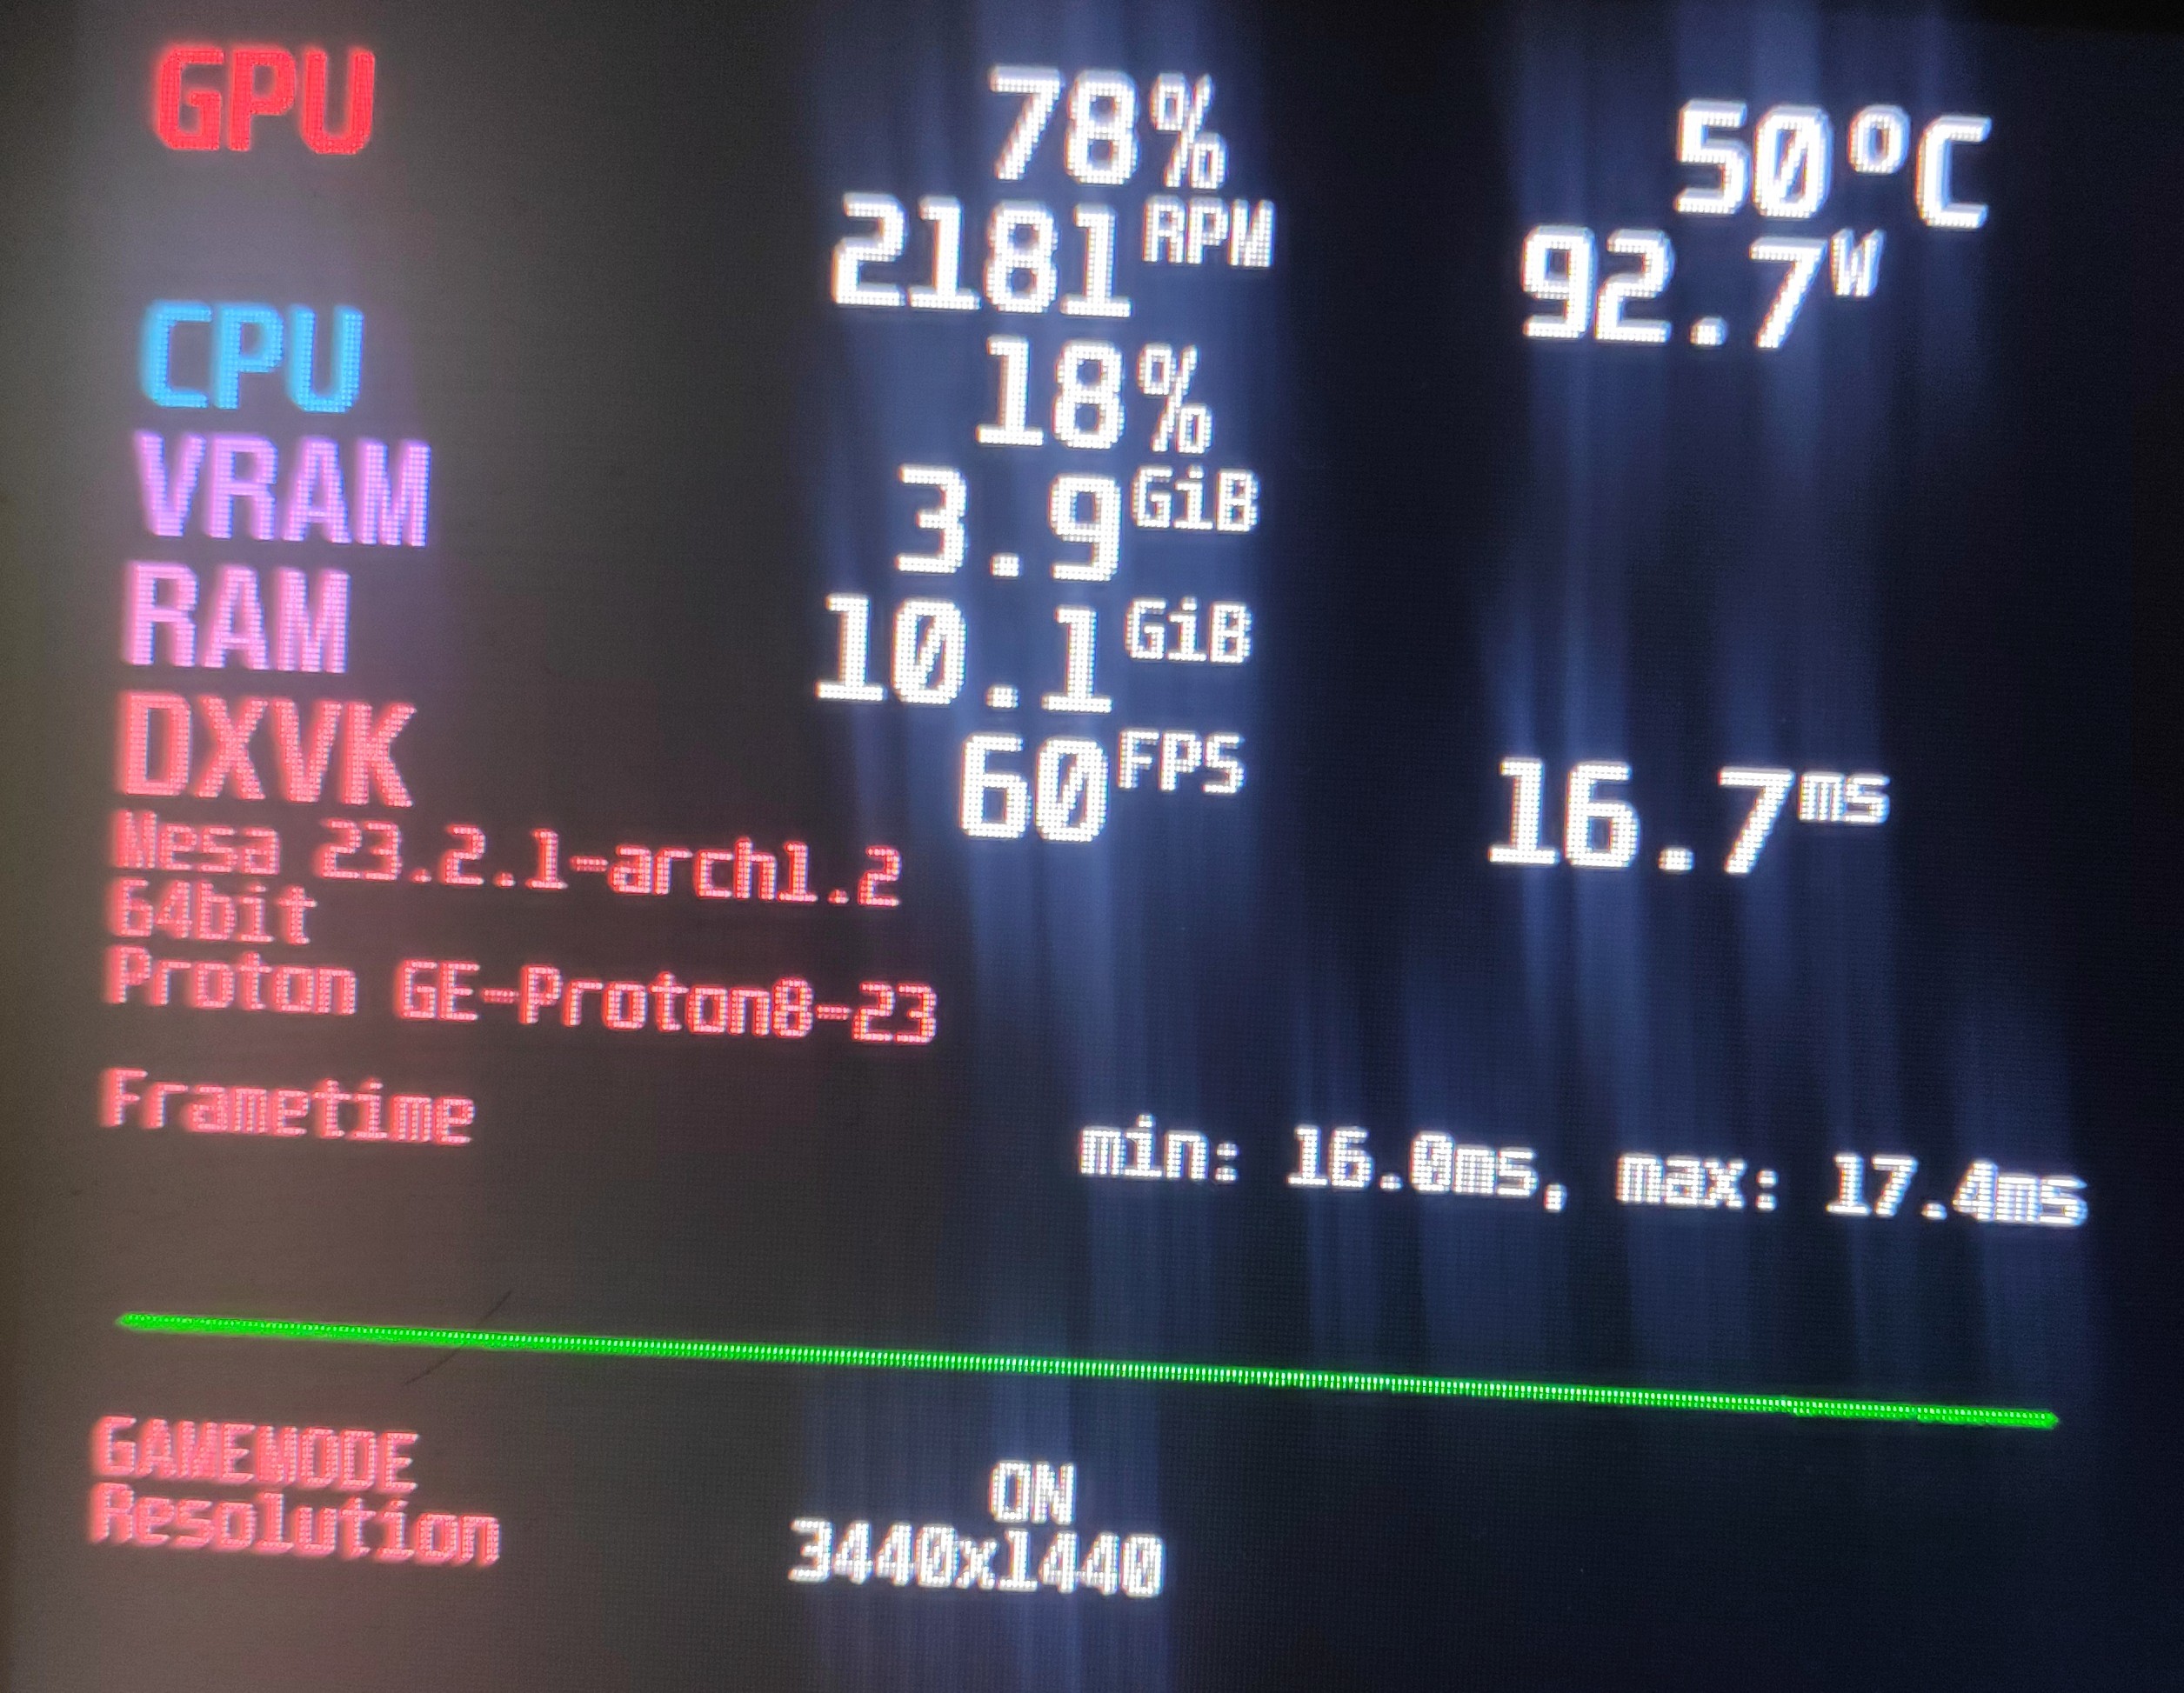 GPU 78% 50°C
2181RPM 92.7W
CPU 18%
VRAM 3.9GiB
RAM 10.1GiB
DXVK 60FPS 16.7ms
Mesa 23.2.1-arch1.2
64bit
Proton GE-Proton8-23
Frametime
min: 16.0ms, max: 17.4ms
GAMEMODE ON
Resolution 3440x1440